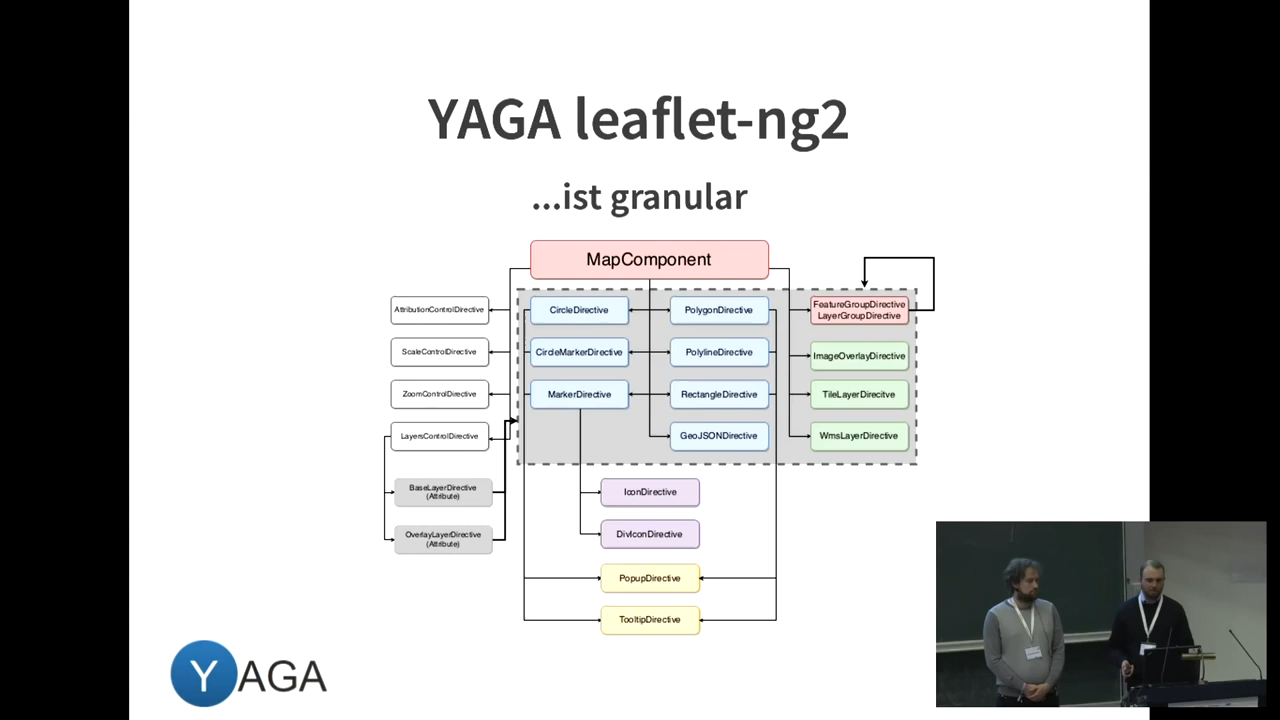 YAGA leaflet-ng2
...ist granular
MapComponent
AttributionControlDirective
CircleDirective
PolygonDirective
FeatureGroupDirective
LayerGroupDirective
ScaleControlDirective
CircleMarkerDirective
PolylineDirective
ImageOverlayDirective
ZoomControlDirective
MarkerDirective
RectangleDirective
TileLayerDirecitve
LayersControlDirective
GeoJSONDirective
WmsLayerDirective
BaseLayerDirective
(Attribute)
IconDirective
OverlayLayerDirective
(Attribute)
DivIconDirective
PopupDirective
TooltipDirective
YAGA